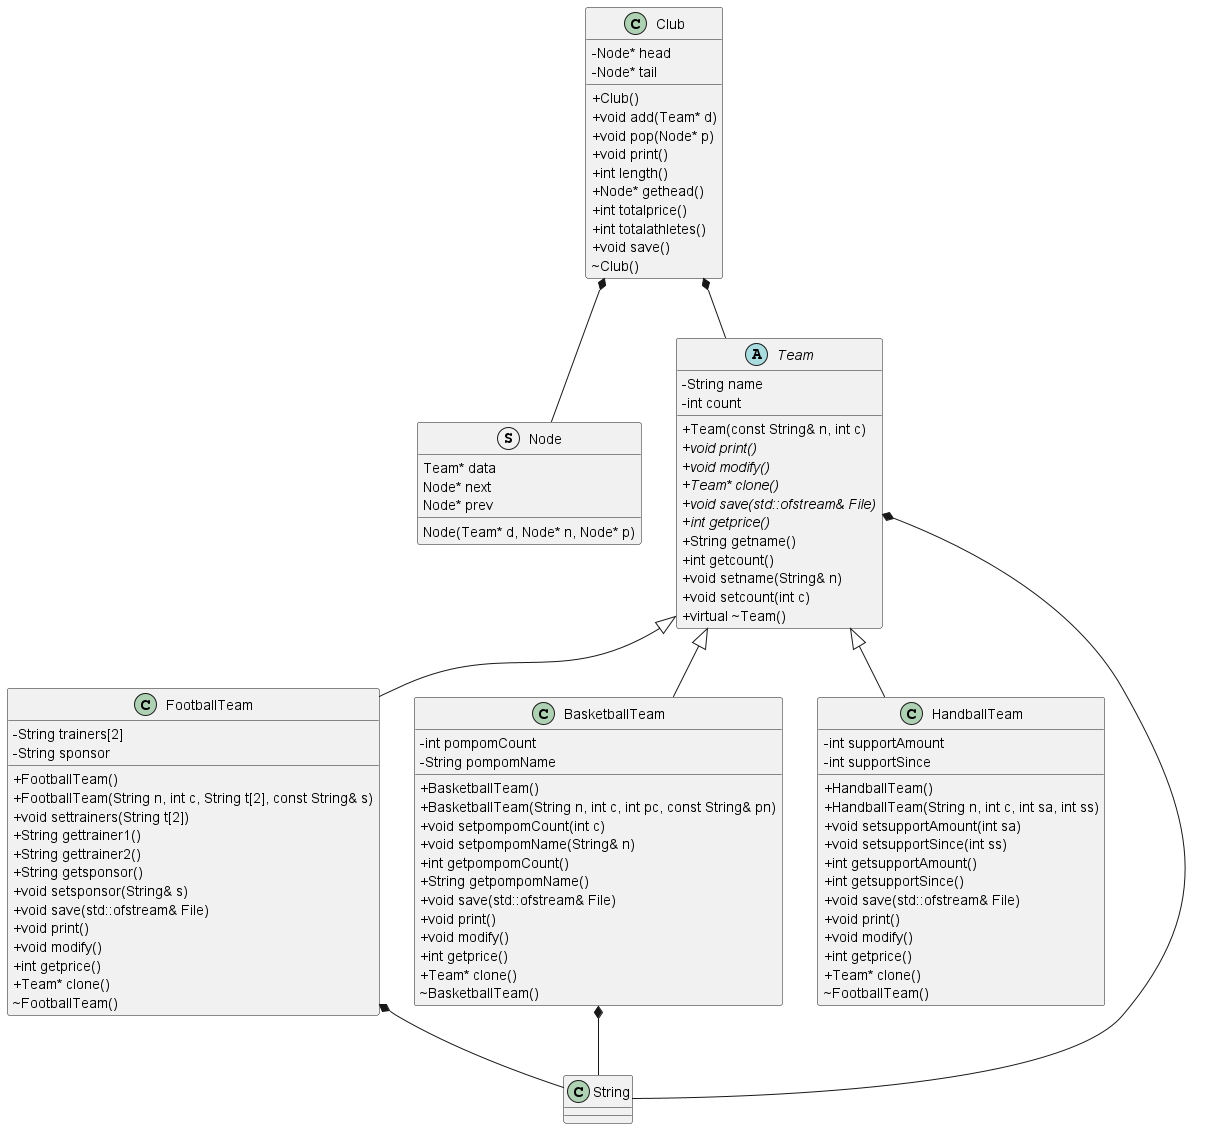 C Club
-Node* head
-Node* tail
+Club()
+void add(Team* d)
+void pop(Node* p)
+void print()
+int length()
+Node* gethead()
+int totalprice()
+int totalathletes()
+void save()
~Club()
A Team
-String name
-int count
+Team(const String& n, int c)
+void print()
+void modify()
+Team* clone()
+void save(std::ofstream& File)
+int getprice()
+String getname()
+int getcount()
+void setname(String& n)
+void setcount(int c)
+virtual ~Team()
S Node
Team* data
Node* next
Node* prev
Node(Team* d, Node* n, Node* p)
C FootballTeam
-String trainers[2]
-String sponsor
+FootballTeam()
+FootballTeam(String n, int c, String t[2], const String& s)
+void settrainers(String t[2])
+String gettrainer1()
+String gettrainer2()
+String getsponsor()
+void setsponsor(String& s)
+void save(std::ofstream& File)
+void print()
+void modify()
+int getprice()
+Team* clone()
~FootballTeam()
C BasketballTeam
-int pompomCount
-String pompomName
+BasketballTeam()
+BasketballTeam(String n, int c, int pc, const String& pn)
+void setpompomCount(int c)
+void setpompomName(String& n)
+int getpompomCount()
+String getpompomName()
+void save(std::ofstream& File)
+void print()
+void modify()
+int getprice()
+Team* clone()
~BasketballTeam()
C HandballTeam
-int supportAmount
-int supportSince
+HandballTeam()
+HandballTeam(String n, int c, int sa, int ss)
+void setsupportAmount(int sa)
+void setsupportSince(int ss)
+int getsupportAmount()
+int getsupportSince()
+void save(std::ofstream& File)
+void print()
+void modify()
+int getprice()
+Team* clone()
~FootballTeam()
C String